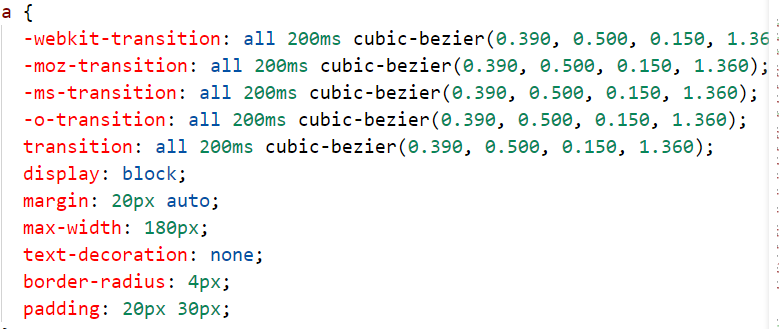 a {
-webkit-transition: all 200ms cubic-bezier(0.390, 0.500, 0.150, 1.36
-moz-transition: all 200ms cubic-bezier(0.390, 0.500, 0.150, 1.360);
-ms-transition: all 200ms cubic-bezier(0.390, 0.500, 0.150, 1.360);
-o-transition: all 200ms cubic-bezier(0.390, 0.500, 0.150, 1.360);
transition: all 200ms cubic-bezier(0.390, 0.500, 0.150, 1.360);
display: block;
margin: 20px auto;
max-width: 180px;
text-decoration: none;
border-radius: 4px;
padding: 20px 30px;